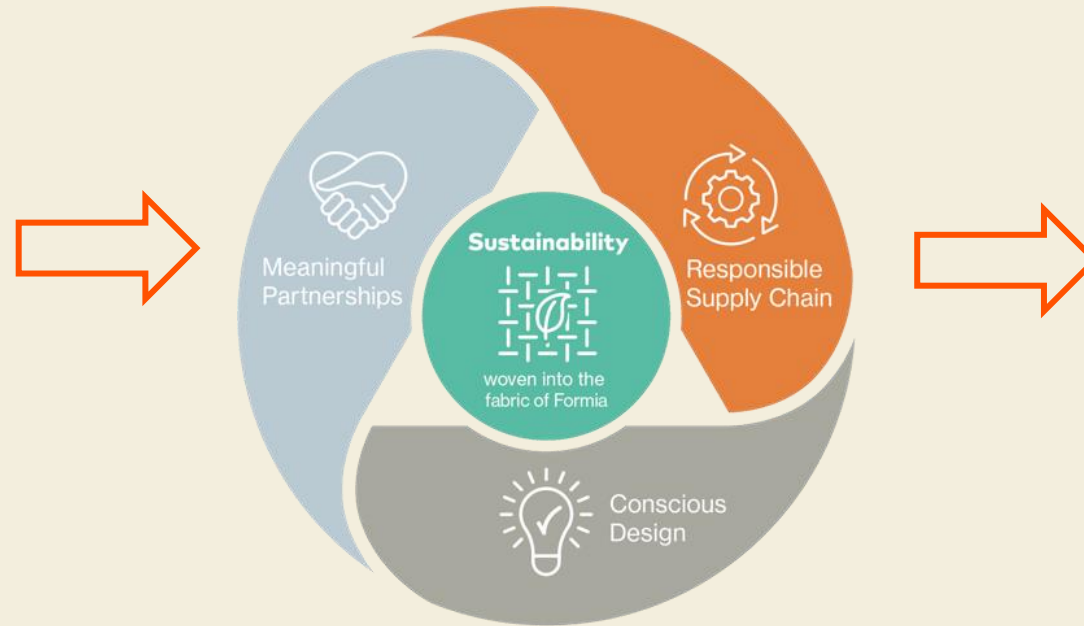 Meaningful
Partnerships
Sustainability
woven into the
fabric of Formia
Responsible
Supply Chain
Conscious
Design